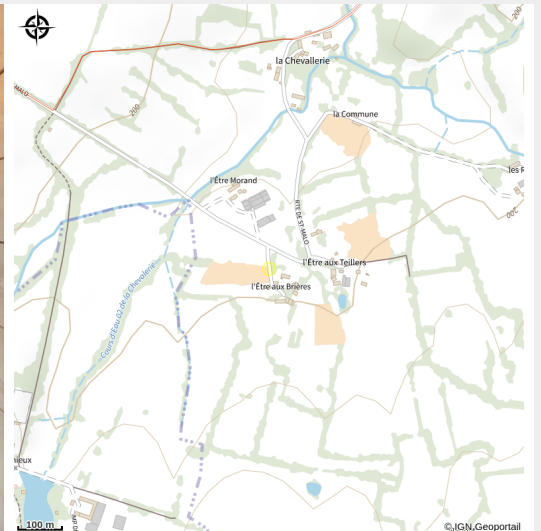 200
la Chevallerie
MALO
200
la Commune
les R
l'Être Morand
RTE DE ST-MALO
200
l'Être aux Teillers
l'Être aux Brières
Cours d'Eau 02 de la Chevalerie
ieux
100 m
© IGN Geoportail